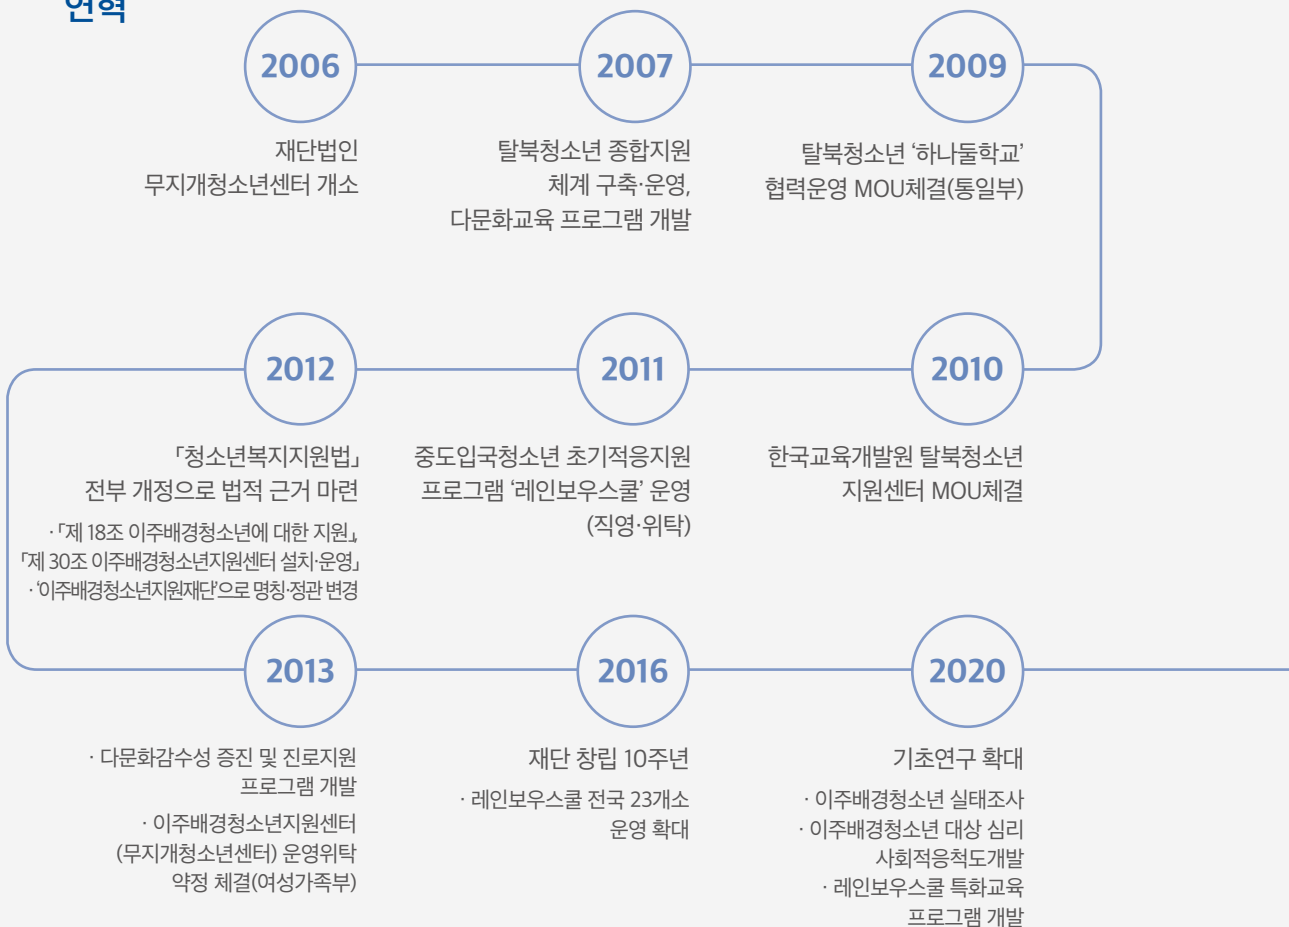 연혁
2006
재단법인
무지개청소년센터 개소
2007
탈북청소년 종합지원
체계 구축·운영,
다문화교육 프로그램 개발
2009
탈북청소년 ‘하나둘학교’
협력운영 MOU체결(통일부)
2010
한국교육개발원 탈북청소년
지원센터 MOU체결
2011
중도입국청소년 초기적응지원
프로그램 ‘레인보우스쿨’ 운영
(직영·위탁)
2012
「청소년복지지원법」
전부 개정으로 법적 근거 마련
·「제 18조 이주배경청소년에 대한 지원」,
「제 30조 이주배경청소년지원센터 설치·운영」
· ‘이주배경청소년지원재단’으로 명칭·정관 변경
2013
· 다문화감수성 증진 및 진로지원
프로그램 개발
· 이주배경청소년지원센터
(무지개청소년센터) 운영위탁
약정 체결(여성가족부)
2016
재단 창립 10주년
· 레인보우스쿨 전국 23개소
운영 확대
2020
기초연구 확대
· 이주배경청소년 실태조사
· 이주배경청소년 대상 심리
사회적응척도개발
· 레인보우스쿨 특화교육
프로그램 개발